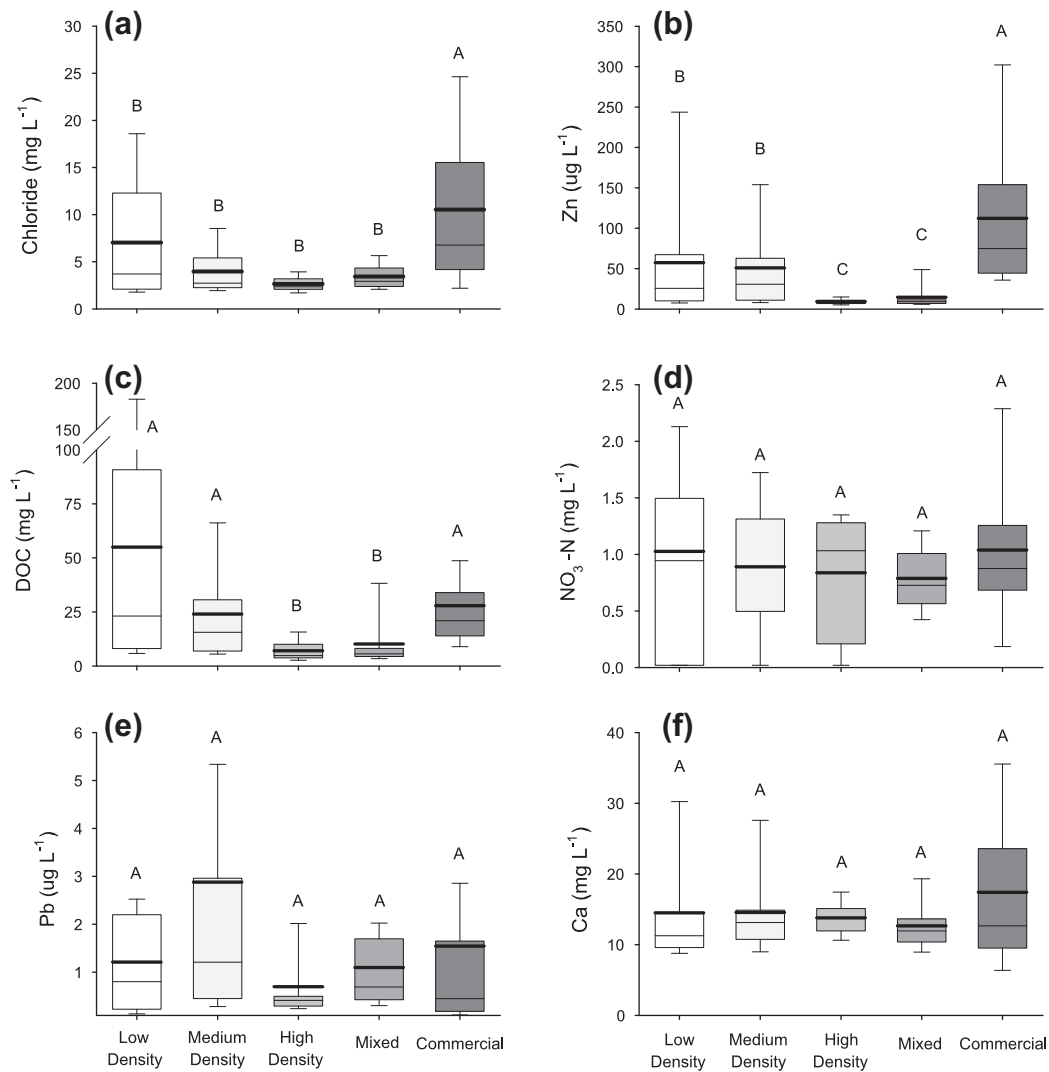 (a)
30
25
20
15
10
5
0
Chloride (mg L⁻¹)
B
B
B
B
A
(b)
350
300
250
200
150
100
50
0
Zn (ug L⁻¹)
B
B
C
C
A
(c)
200
150
100
75
50
25
0
DOC (mg L⁻¹)
A
A
B
B
A
(d)
2.5
2.0
1.5
1.0
0.5
0.0
NO₃ -N (mg L⁻¹)
A
A
A
A
A
(e)
6
5
4
3
2
1
Pb (ug L⁻¹)
A
A
A
A
A
Low Density
Medium Density
High Density
Mixed
Commercial
(f)
40
30
20
10
0
Ca (mg L⁻¹)
A
A
A
A
A
Low Density
Medium Density
High Density
Mixed
Commercial